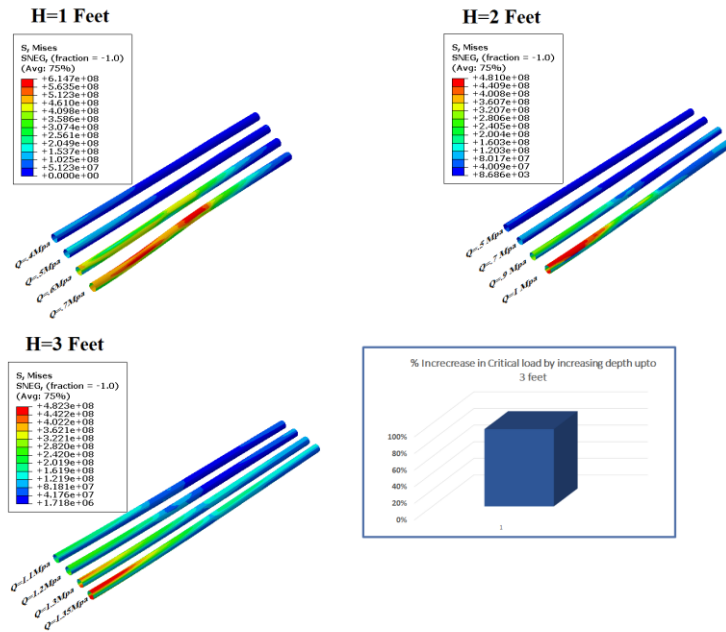 H=1 Feet
S, Mises
SNEG, (fraction = -1.0)
(Avg: 75%)
+6.147e+08
+5.635e+08
+5.123e+08
+4.610e+08
+4.098e+08
+3.586e+08
+3.074e+08
+2.561e+08
+2.049e+08
+1.537e+08
+1.025e+08
+5.123e+07
+0.000e+00
Q=.4Mpa
Q=.5Mpa
Q=.6Mpa
Q=.7Mpa
H=2 Feet
S, Mises
SNEG, (fraction = -1.0)
(Avg: 75%)
+4.810e+08
+4.409e+08
+4.008e+08
+3.607e+08
+3.207e+08
+2.806e+08
+2.405e+08
+2.004e+08
+1.603e+08
+1.203e+08
+8.017e+07
+4.009e+07
+8.686e+03
Q=.5 Mpa
Q=.7 Mpa
Q=.9 Mpa
Q=1 Mpa
H=3 Feet
S, Mises
SNEG, (fraction = -1.0)
(Avg: 75%)
+4.823e+08
+4.422e+08
+4.022e+08
+3.621e+08
+3.221e+08
+2.820e+08
+2.420e+08
+2.019e+08
+1.619e+08
+1.219e+08
+8.181e+07
+4.176e+07
+1.718e+06
Q=1.1Mpa
Q=1.2Mpa
Q=1.3Mpa
Q=1.35Mpa
% Increcrease in Critical load by increasing depth upto
3 feet
100%
80%
60%
40%
20%
0%
1